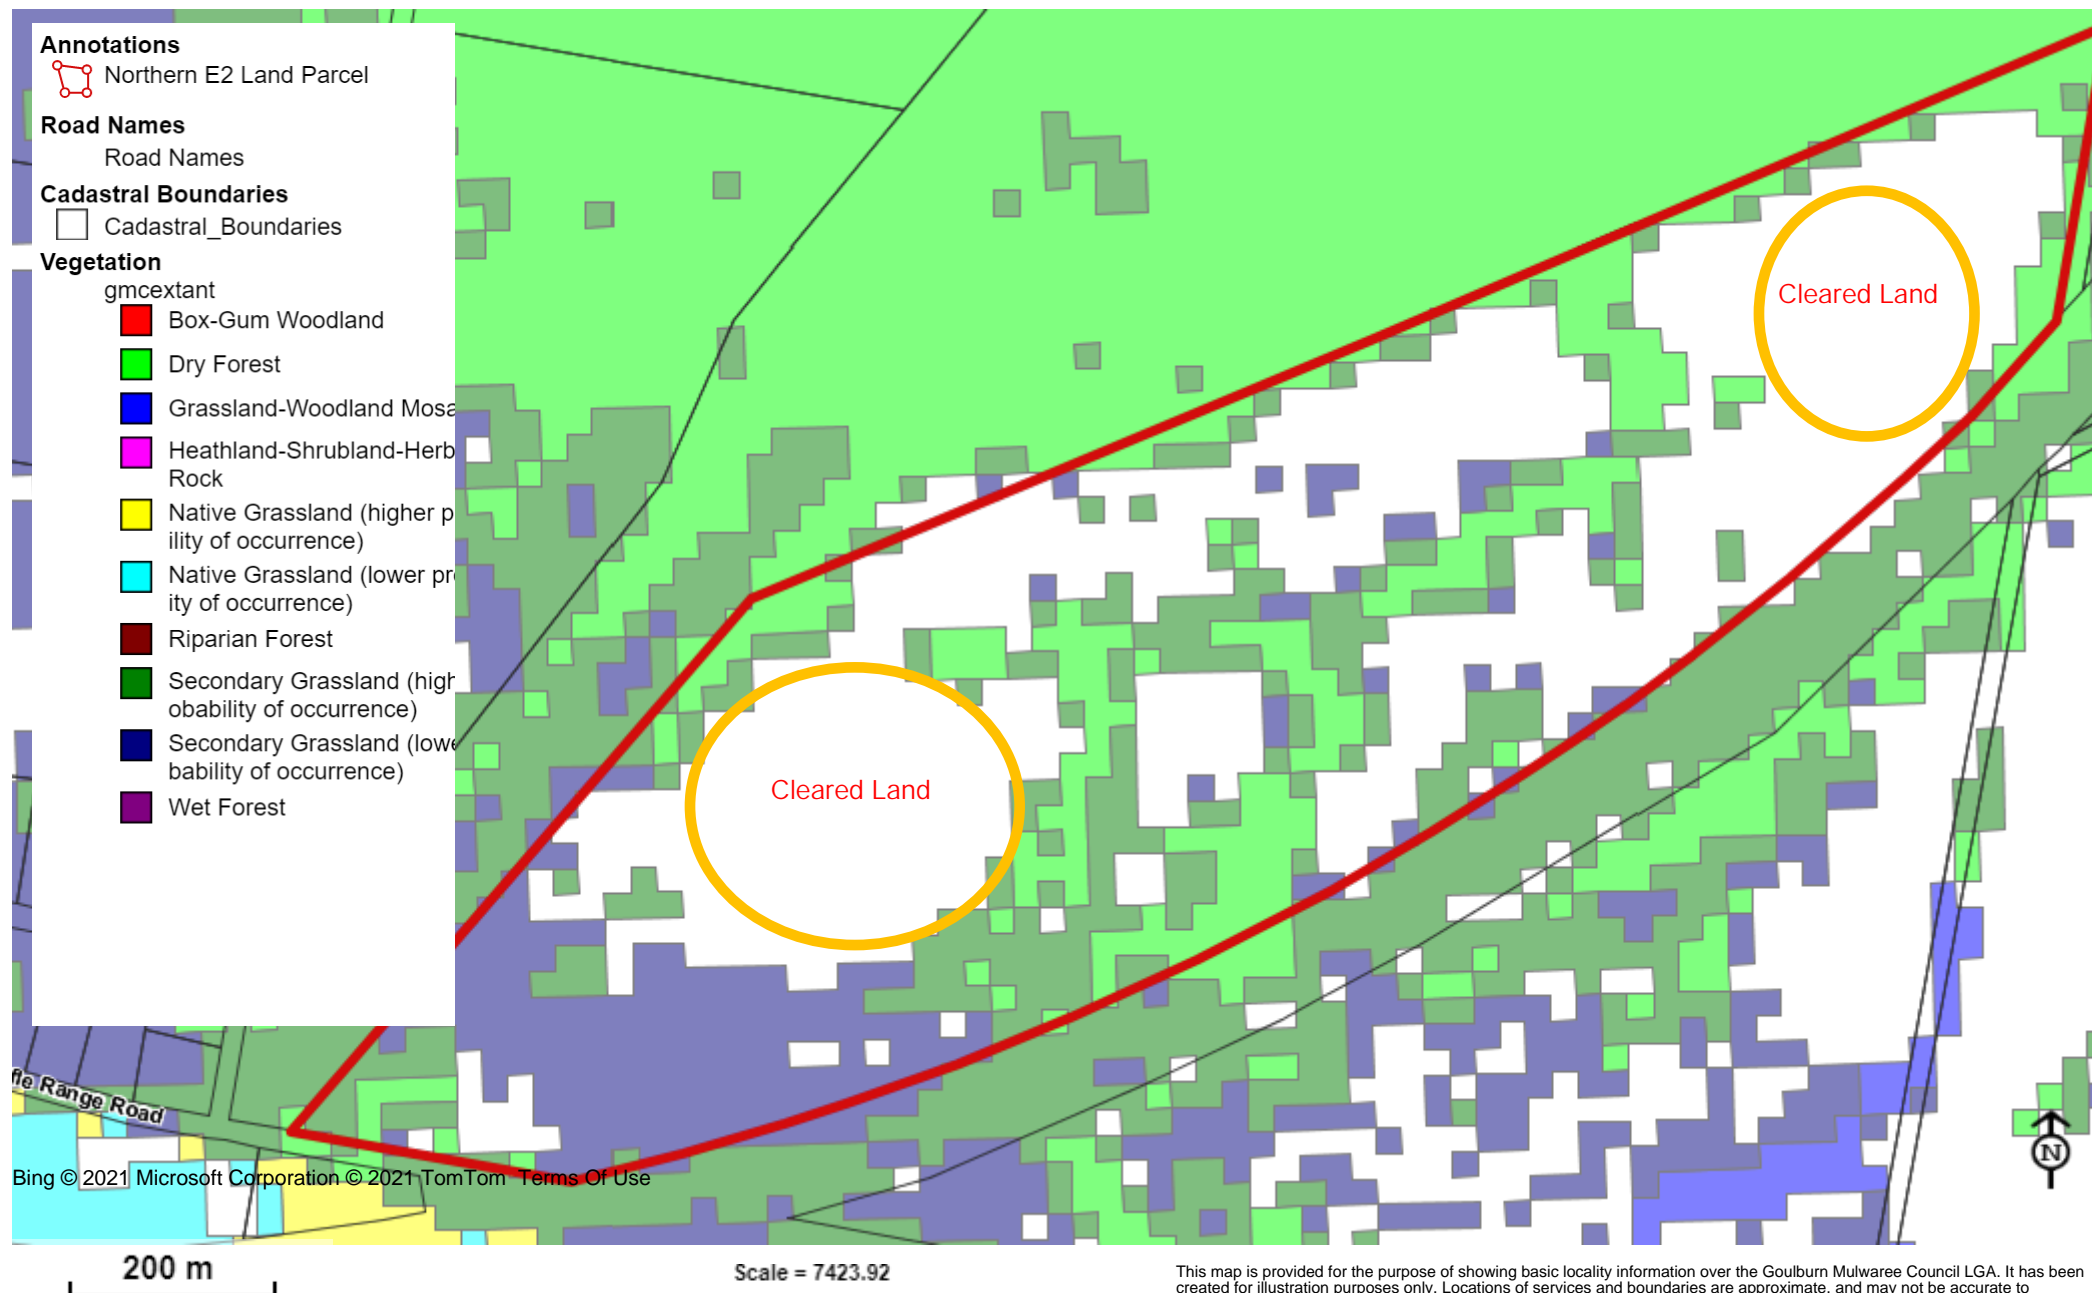 Annotations
Northern E2 Land Parcel
Road Names
Road Names
Cadastral Boundaries
Cadastral_Boundaries
Vegetation
gmcextant
Box-Gum Woodland
Dry Forest
Grassland-Woodland Mosa
Heathland-Shrubland-Herb
Rock
Native Grassland (higher p
ility of occurrence)
Native Grassland (lower pr
ity of occurrence)
Riparian Forest
Secondary Grassland (high
obability of occurrence)
Secondary Grassland (lowe
bability of occurrence)
Wet Forest
Cleared Land
Cleared Land
fle Range Road
N
Bing © 2021 Microsoft Corporation © 2021 TomTom Terms Of Use
200 m
Scale = 7423.92
This map is provided for the purpose of showing basic locality information over the Goulburn Mulwaree Council LGA. It has been
created for illustration purposes only. Locations of services and boundaries are approximate, and may not be accurate to